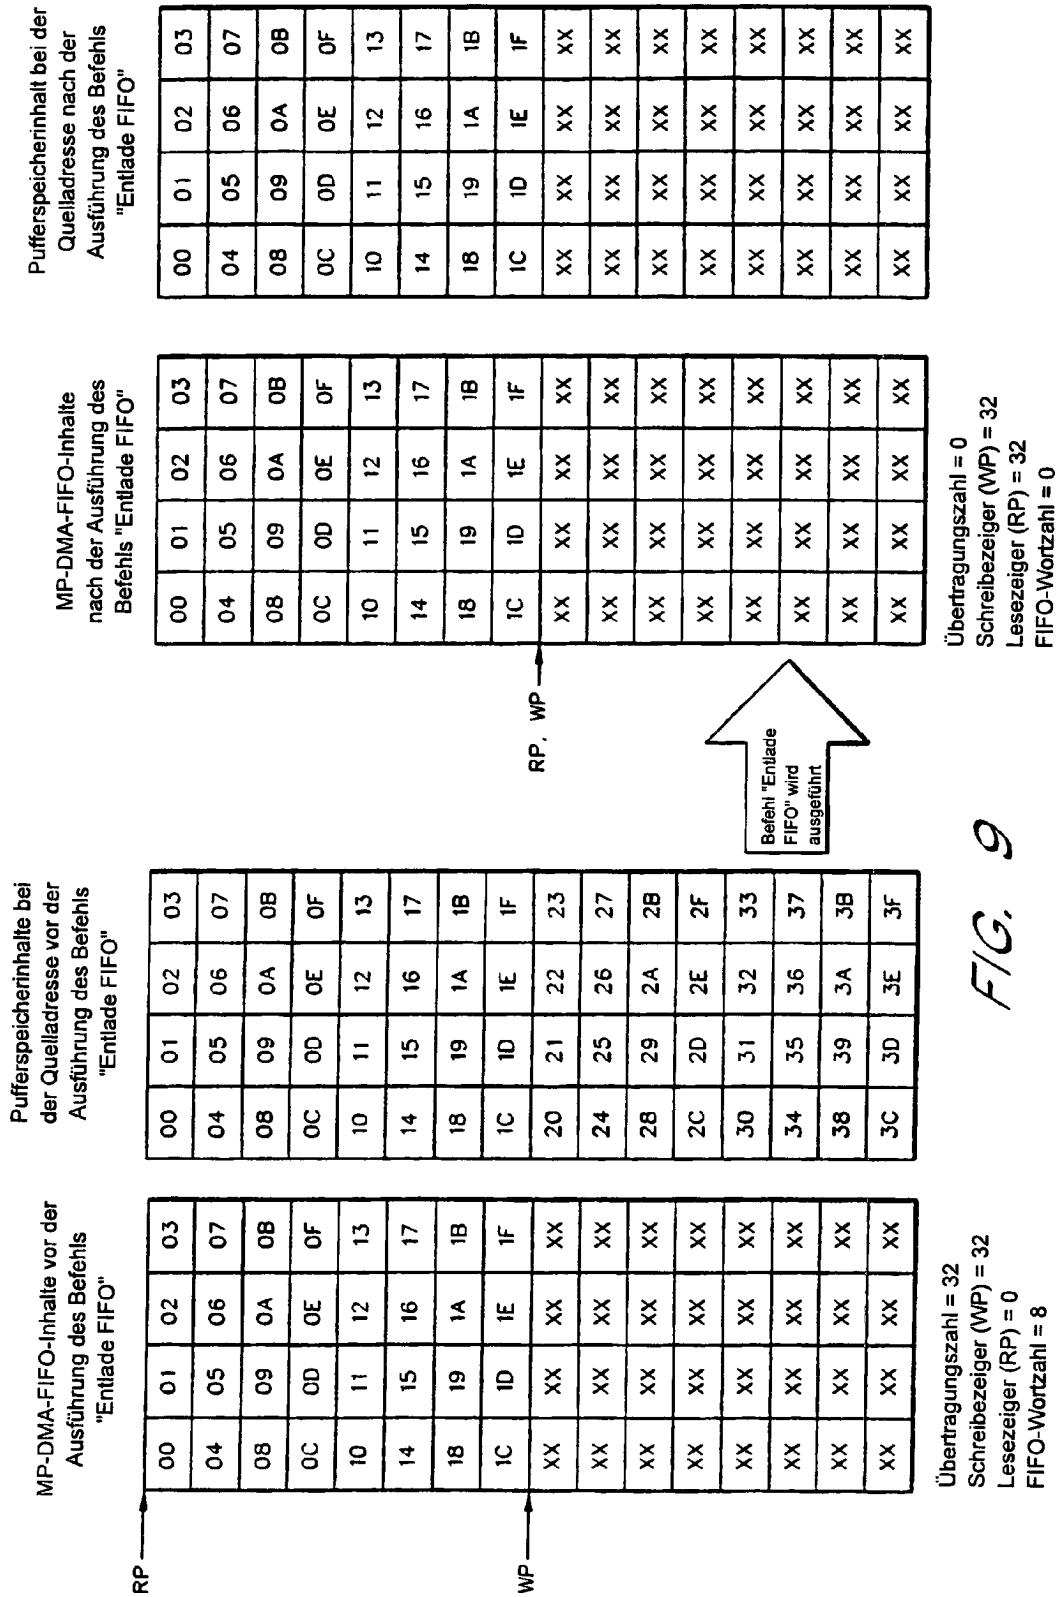 MP-DMA-FIFO-Inhalte vor der
Ausführung des Befehls
"Entlade FIFO"
RP
WP
00 01 02 03
04 05 06 07
08 09 0A 0B
0C 0D 0E 0F
10 11 12 13
14 15 16 17
18 19 1A 1B
1C 1D 1E 1F
XX XX XX XX
XX XX XX XX
XX XX XX XX
XX XX XX XX
XX XX XX XX
XX XX XX XX
XX XX XX XX
XX XX XX XX
Übertragungszahl = 32
Schreibezeiger (WP) = 32
Lesezeiger (RP) = 0
FIFO-Wortzahl = 8
Pufferspeicherinhalte bei
der Quelladresse vor der
Ausführung des Befehls
"Entlade FIFO"
00 01 02 03
04 05 06 07
08 09 0A 0B
0C 0D 0E 0F
10 11 12 13
14 15 16 17
18 19 1A 1B
1C 1D 1E 1F
20 21 22 23
24 25 26 27
28 29 2A 2B
2C 2D 2E 2F
30 31 32 33
34 35 36 37
38 39 3A 3B
3C 3D 3E 3F
Befehl "Entlade
FIFO" wird
ausgeführt
MP-DMA-FIFO-Inhalte
nach der Ausführung des
Befehls "Entlade FIFO"
RP, WP
00 01 02 03
04 05 06 07
08 09 0A 0B
0C 0D 0E 0F
10 11 12 13
14 15 16 17
18 19 1A 1B
1C 1D 1E 1F
XX XX XX XX
XX XX XX XX
XX XX XX XX
XX XX XX XX
XX XX XX XX
XX XX XX XX
XX XX XX XX
XX XX XX XX
Übertragungszahl = 0
Schreibezeiger (WP) = 32
Lesezeiger (RP) = 32
FIFO-Wortzahl = 0
Pufferspeicherinhalt bei der
Quelladresse nach der
Ausführung des Befehls
"Entlade FIFO"
00 01 02 03
04 05 06 07
08 09 0A 0B
0C 0D 0E 0F
10 11 12 13
14 15 16 17
18 19 1A 1B
1C 1D 1E 1F
XX XX XX XX
XX XX XX XX
XX XX XX XX
XX XX XX XX
XX XX XX XX
XX XX XX XX
XX XX XX XX
XX XX XX XX
FIG. 9